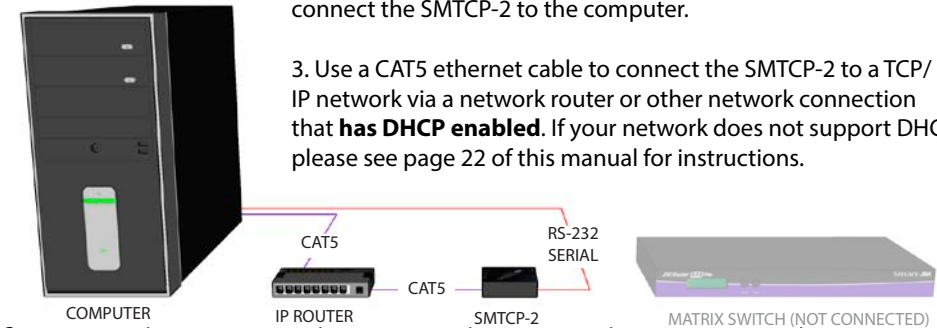 connect the SMTCP-2 to the computer.
3. Use a CAT5 ethernet cable to connect the SMTCP-2 to a TCP/
IP network via a network router or other network connection
that has DHCP enabled. If your network does not support DHC
please see page 22 of this manual for instructions.
RS-232
SERIAL
CAT5
CAT5
COMPUTER
IP ROUTER
SMTCP-2
MATRIX SWITCH (NOT CONNECTED)